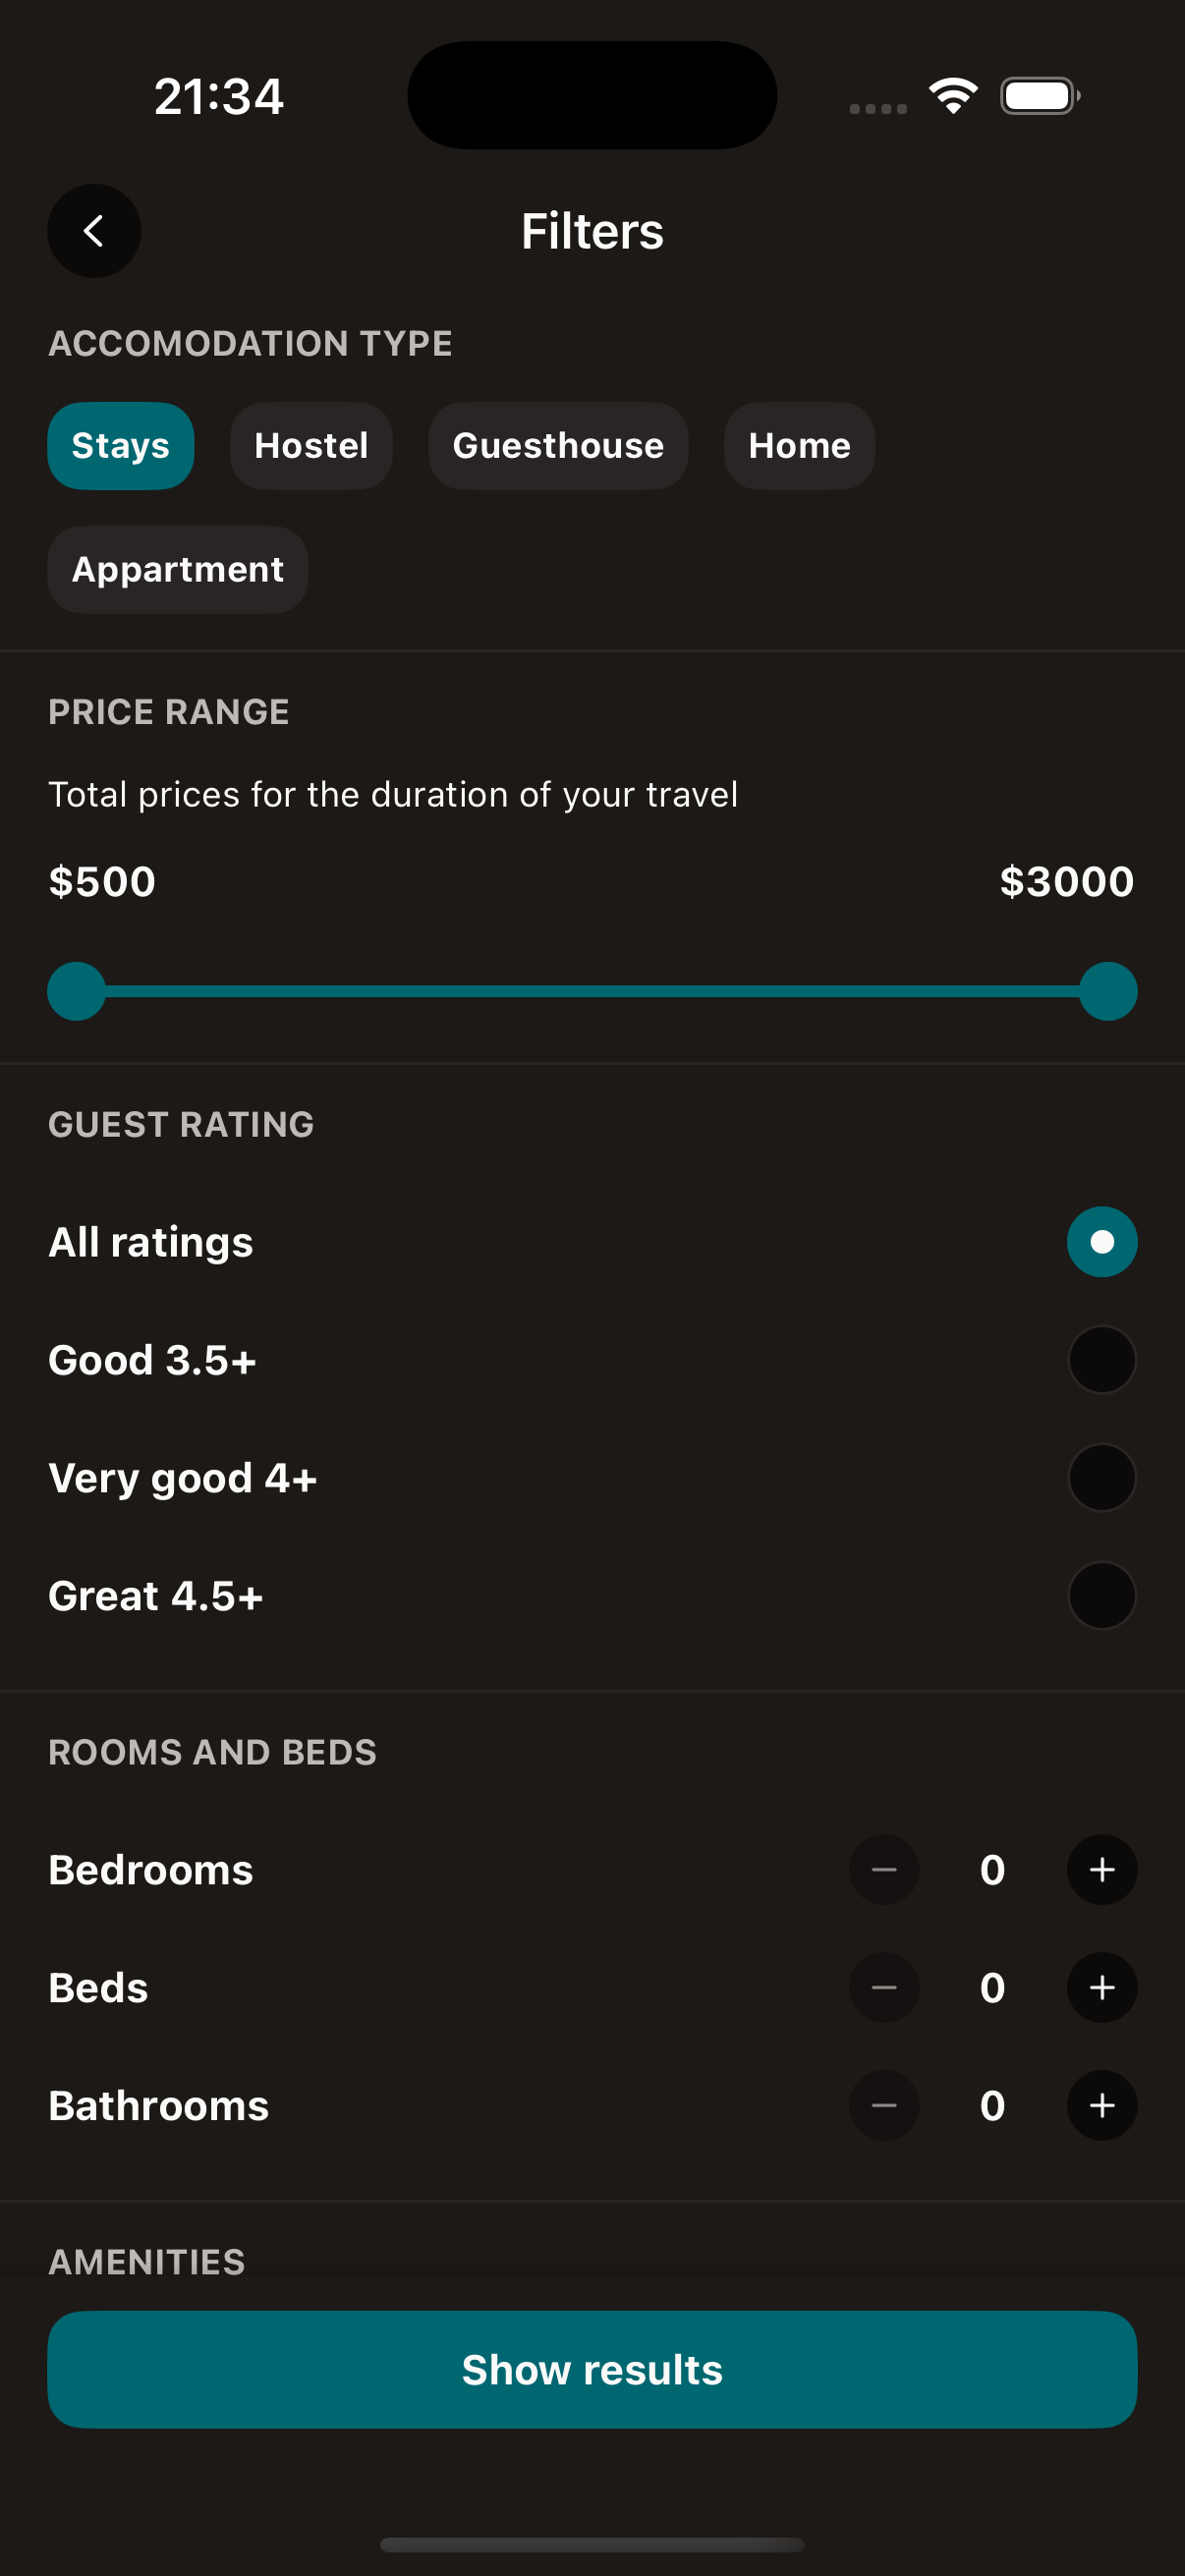 21:34
Filters
ACCOMODATION TYPE
Stays Hostel Guesthouse Home
Appartment
PRICE RANGE
Total prices for the duration of your travel
$500 $3000
GUEST RATING
All ratings
Good 3.5+
Very good 4+
Great 4.5+
ROOMS AND BEDS
Bedrooms − 0 +
Beds − 0 +
Bathrooms − 0 +
AMENITIES
Show results